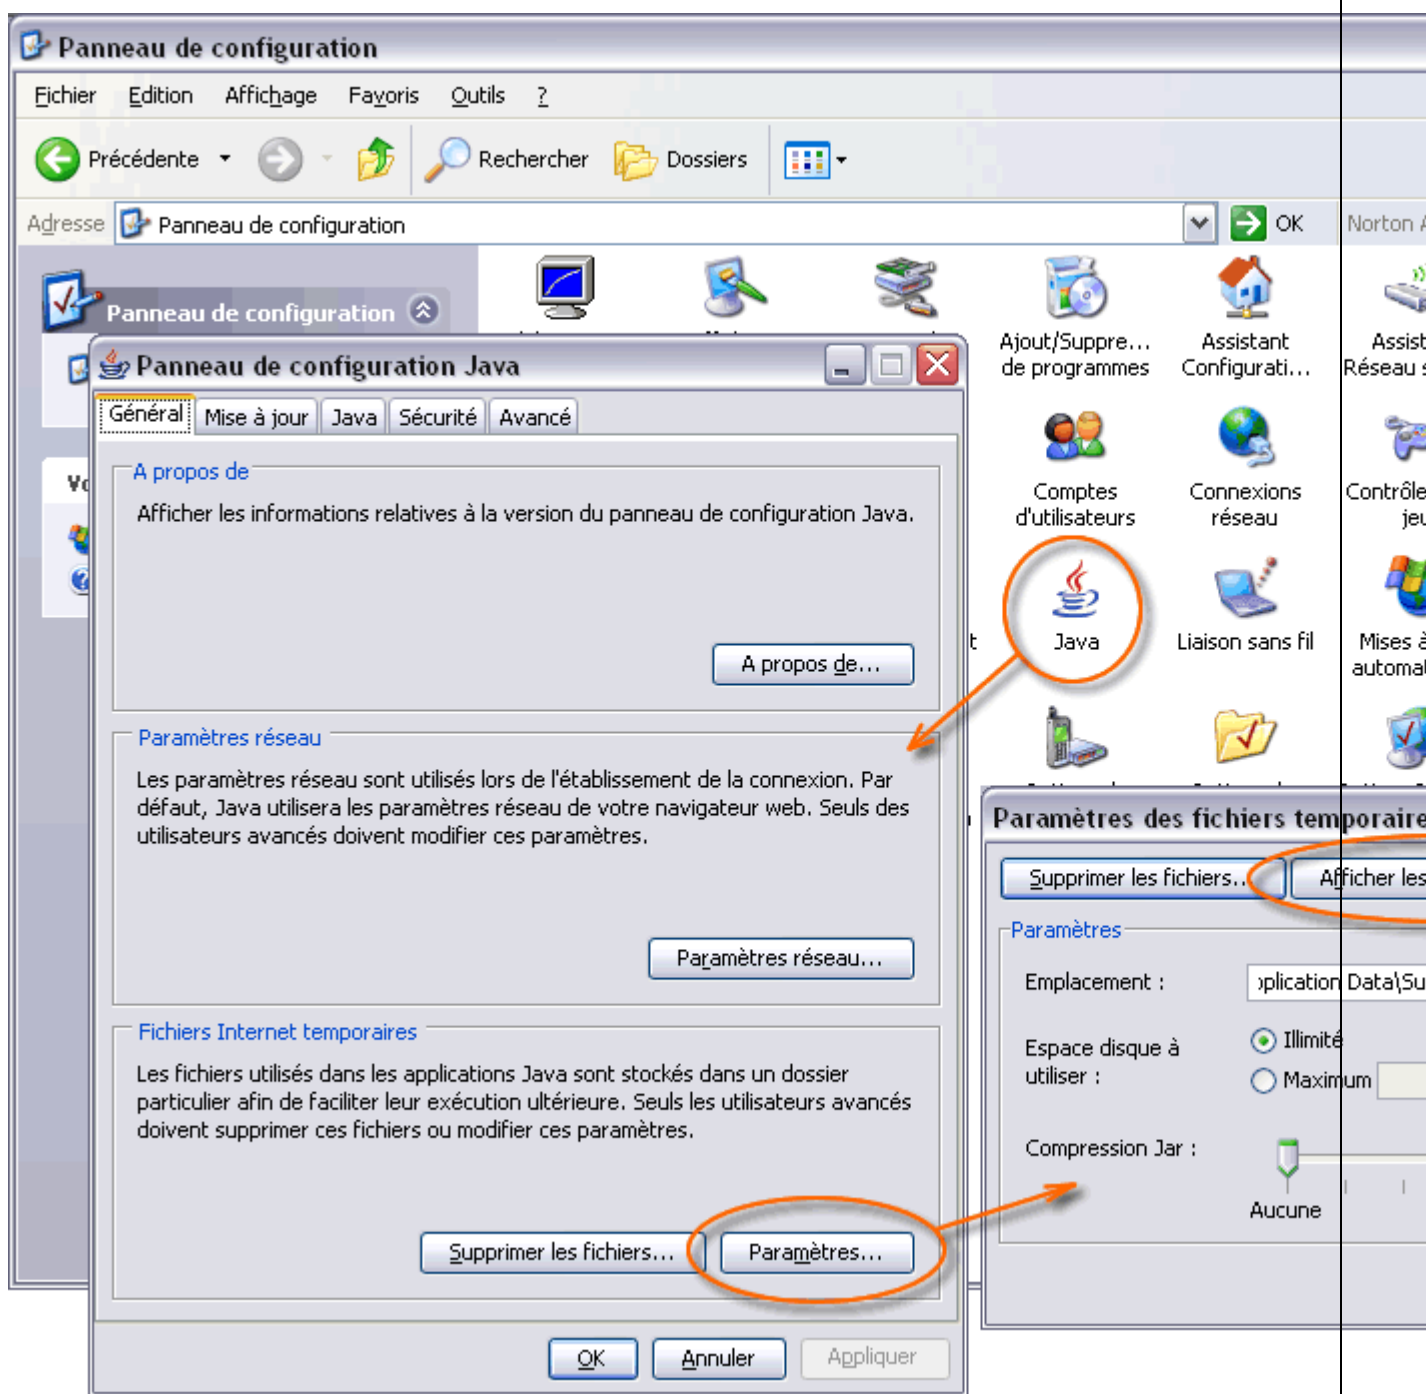 Panneau de configuration
Fichier Edition Affichage Favoris Outils ?
Précédente Rechercher Dossiers
Adresse Panneau de configuration OK Norton
Panneau de configuration
Ajout/Suppre...
de programmes
Assistant
Configurati...
Réseau
Comptes
d'utilisateurs
Connexions
réseau
Contrôle
Java
Liaison sans fil
Mises à
Panneau de configuration Java
Général Mise à jour Java Sécurité Avancé
A propos de
Afficher les informations relatives à la version du panneau de configuration Java.
A propos de...
Paramètres réseau
Les paramètres réseau sont utilisés lors de l'établissement de la connexion. Par
défaut, Java utilisera les paramètres réseau de votre navigateur web. Seuls des
utilisateurs avancés doivent modifier ces paramètres.
Paramètres réseau...
Fichiers Internet temporaires
Les fichiers utilisés dans les applications Java sont stockés dans un dossier
particulier afin de faciliter leur exécution ultérieure. Seuls les utilisateurs avancés
doivent supprimer ces fichiers ou modifier ces paramètres.
Supprimer les fichiers... Paramètres...
OK Annuler Appliquer
Paramètres des fichiers temporaire
Supprimer les fichiers... Afficher les
Paramètres
Emplacement : pplication Data\Su
Espace disque à
utiliser :
Illimité
Maximum
Compression Jar :
Aucune